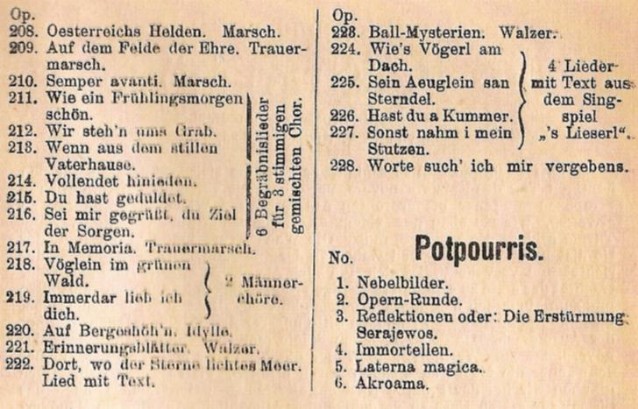 Op.
208. Oesterreichs Helden. Marsch.
209. Auf dem Felde der Ehre. Trauer-
marsch.
210. Semper avanti. Marsch.
211. Wie ein Frühlingsmorgen
schön.
212. Wir steh'n ums Grab.
213. Wenn aus dem stillen
Vaterhause.
214. Vollendet hinieden.
215. Du hast geduldet.
216. Sei mir gegrüßt, du Ziel
der Sorgen.
6 Begräbnislieder
für 3 stimmigen
gemischten Chor.
217. In Memoria. Trauermarsch.
218. Vöglein im grünen
Wald.
219. Immerdar lieb ich
dich.
2 Männer-
chöre.
220. Auf Bergeshöh'n. Idylle.
221. Erinnerungsblätter. Walzer.
222. Dort, wo der Sterne lichtes Meer.
Lied mit Text.
Op.
223. Ball-Mysterien. Walzer.
224. Wie's Vögerl am
Dach.
225. Sein Aeuglein san
Sterndel.
226. Hast du a Kummer.
227. Sonst nahm i mein
Stutzen.
4 Lieder
mit Text aus
dem Sing-
spiel
„'s Lieserl“.
228. Worte such' ich mir vergebens.
Potpourris.
No.
1. Nebelbilder.
2. Opern-Runde.
3. Reflektionen oder: Die Erstürmung
Serajewos.
4. Immortellen.
5. Laterna magica.
6. Akroama.